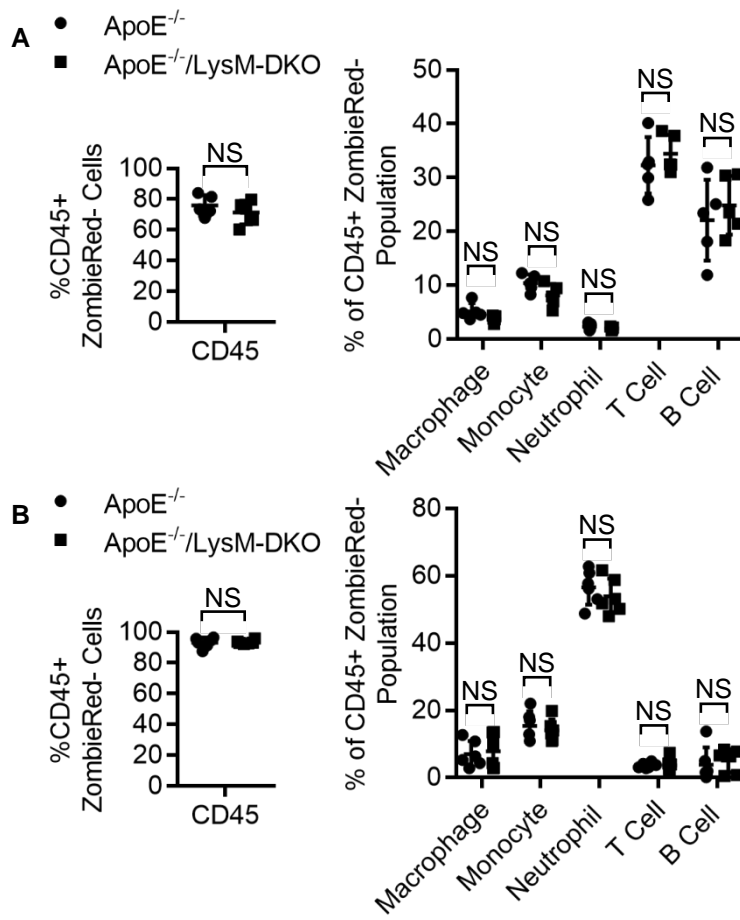 A
ApoE-/-
ApoE-/-/LysM-DKO
%CD45+
ZombieRed- Cells
100
80
60
40
20
0
NS
CD45
% of CD45+ ZombieRed-
Population
50
40
30
20
10
0
NS
NS
NS
NS
NS
Macrophage
Monocyte
Neutrophil
T Cell
B Cell
B
ApoE-/-
ApoE-/-/LysM-DKO
%CD45+
ZombieRed- Cells
100
80
60
40
20
0
NS
CD45
% of CD45+ ZombieRed-
Population
80
60
40
20
0
NS
NS
NS
NS
NS
Macrophage
Monocyte
Neutrophil
T Cell
B Cell